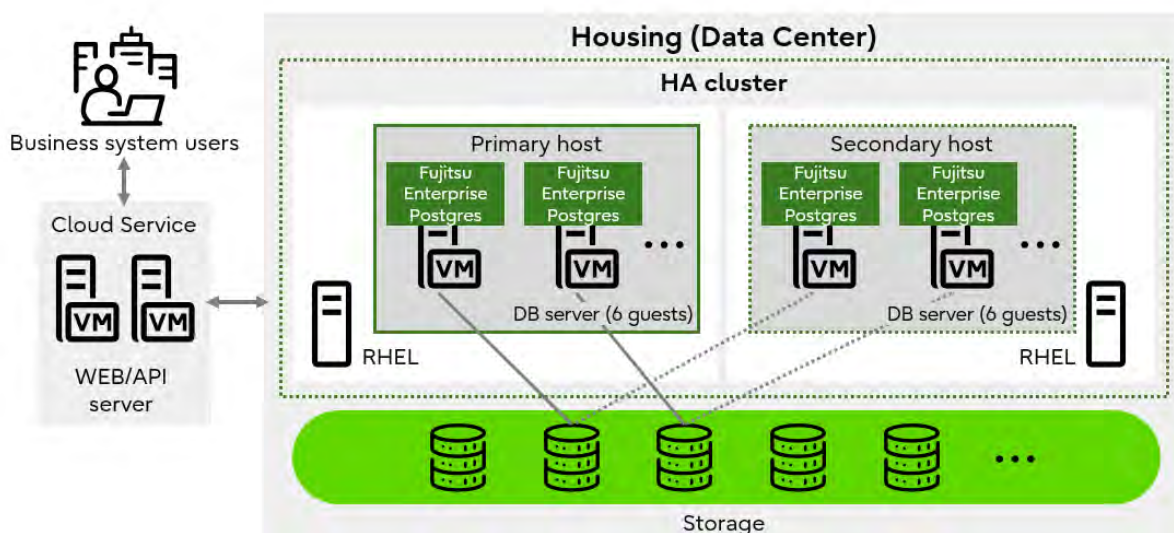 Housing (Data Center)
HA cluster
Business system users
Cloud Service
VM
VM
WEB/API
server
Primary host
Fujitsu
Enterprise
Postgres
VM
Fujitsu
Enterprise
Postgres
VM
...
DB server (6 guests)
RHEL
Secondary host
Fujitsu
Enterprise
Postgres
VM
Fujitsu
Enterprise
Postgres
VM
...
DB server (6 guests)
RHEL
...
Storage